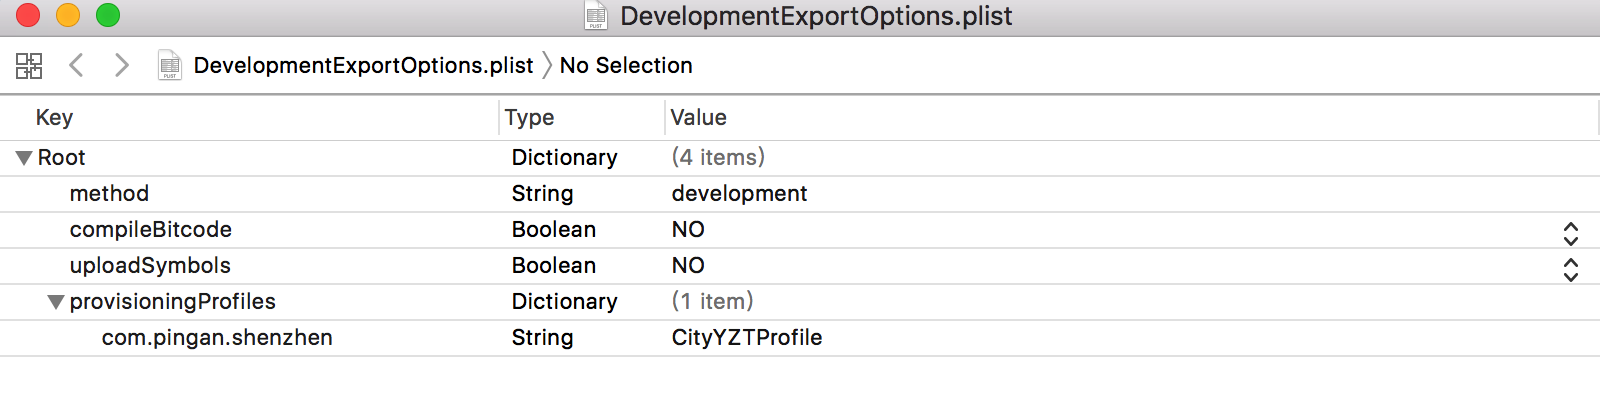 DevelopmentExportOptions.plist
DevelopmentExportOptions.plist No Selection
Key Type Value
Root Dictionary (4 items)
method String development
compileBitcode Boolean NO
uploadSymbols Boolean NO
provisioningProfiles Dictionary (1 item)
com.pingan.shenzhen String CityYZTProfile